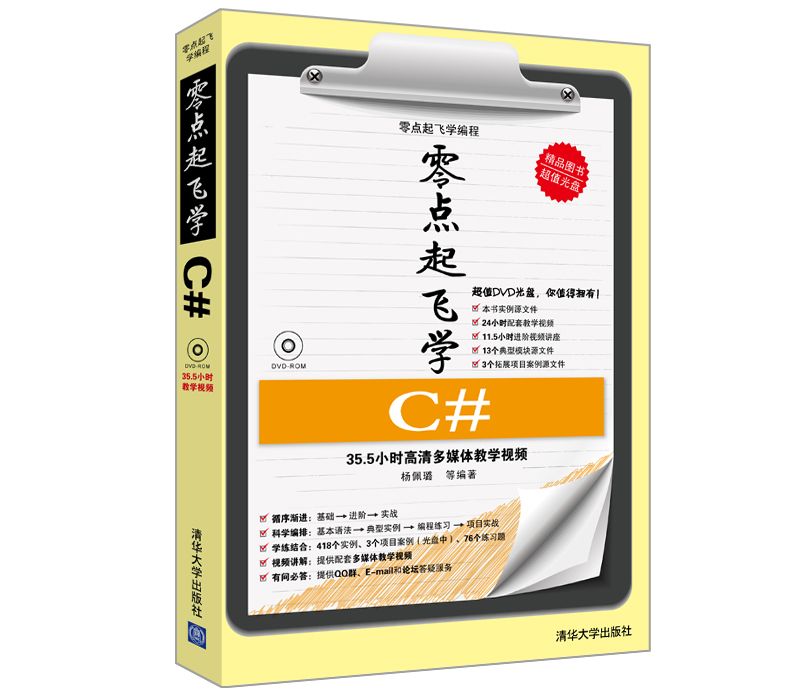 零点起飞
学编程
零点起飞学
C#
DVD-ROM
35.5小时
教学视频
清华大学出版社
零点起飞学编程
零点起飞学
精品图书
超值光盘
超值DVD光盘，你值得拥有！
本书实例源文件
24小时配套教学视频
11.5小时进阶视频讲座
13个典型模块源文件
3个拓展项目案例源文件
DVD-ROM
C#
35.5小时高清多媒体教学视频
杨佩璐 等编著
循序渐进：基础→进阶→实战
科学编排：基本语法→典型实例→编程练习→项目实战
学练结合：418个实例、3个项目案例（光盘中）、76个练习题
视频讲解：提供配套多媒体教学视频
有问必答：提供QQ群、E-mail和论坛答疑服务
清华大学出版社